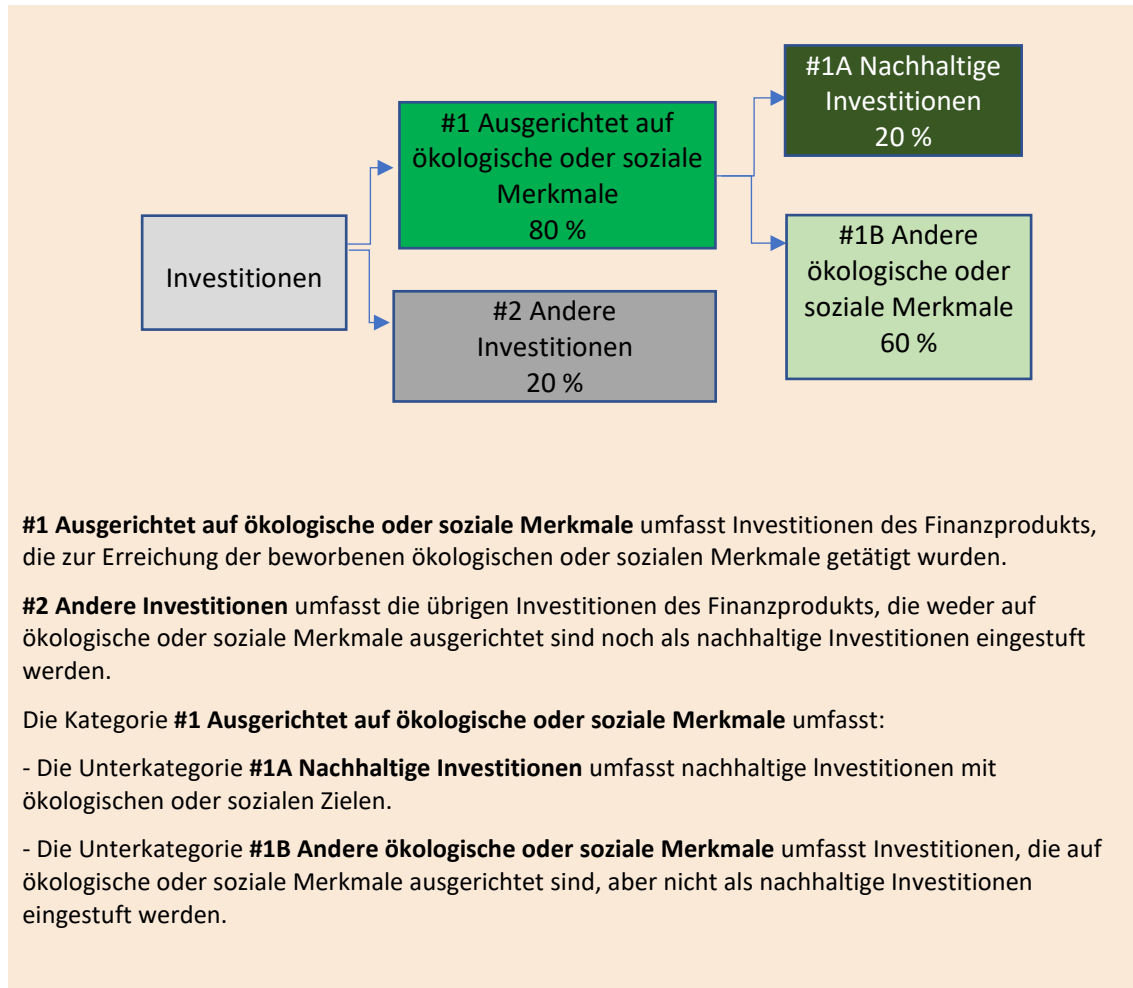 #1A Nachhaltige
Investitionen
20 %
#1 Ausgerichtet auf
ökologische oder soziale
Merkmale
80 %
#1B Andere
ökologische oder
soziale Merkmale
60 %
Investitionen
#2 Andere
Investitionen
20 %
#1 Ausgerichtet auf ökologische oder soziale Merkmale umfasst Investitionen des Finanzprodukts,
die zur Erreichung der beworbenen ökologischen oder sozialen Merkmale getätigt wurden.
#2 Andere Investitionen umfasst die übrigen Investitionen des Finanzprodukts, die weder auf
ökologische oder soziale Merkmale ausgerichtet sind noch als nachhaltige Investitionen eingestuft
werden.
Die Kategorie #1 Ausgerichtet auf ökologische oder soziale Merkmale umfasst:
- Die Unterkategorie #1A Nachhaltige Investitionen umfasst nachhaltige lnvestitionen mit
ökologischen oder sozialen Zielen.
- Die Unterkategorie #1B Andere ökologische oder soziale Merkmale umfasst Investitionen, die auf
ökologische oder soziale Merkmale ausgerichtet sind, aber nicht als nachhaltige Investitionen
eingestuft werden.